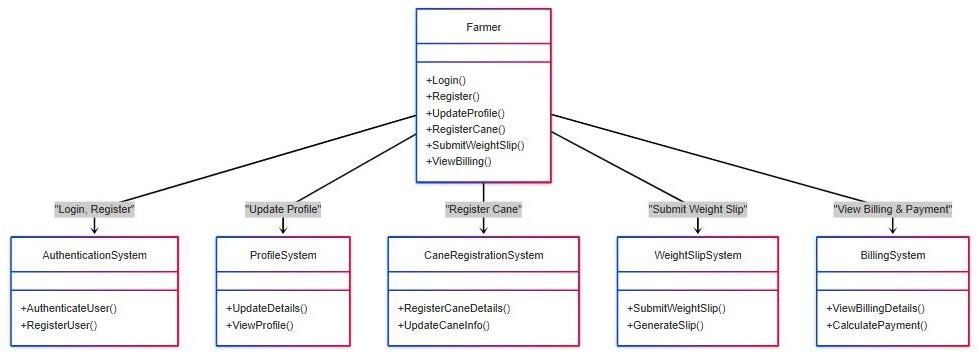 Farmer
+Login()
+Register()
+UpdateProfile()
+RegisterCane()
+SubmitWeightSlip()
+ViewBilling()
"Login, Register"
"Update Profile"
"Register Cane"
"Submit Weight Slip"
"View Billing & Payment"
AuthenticationSystem
+AuthenticateUser()
+RegisterUser()
ProfileSystem
+UpdateDetails()
+ViewProfile()
CaneRegistrationSystem
+RegisterCaneDetails()
+UpdateCaneInfo()
WeightSlipSystem
+SubmitWeightSlip()
+GenerateSlip()
BillingSystem
+ViewBillingDetails()
+CalculatePayment()